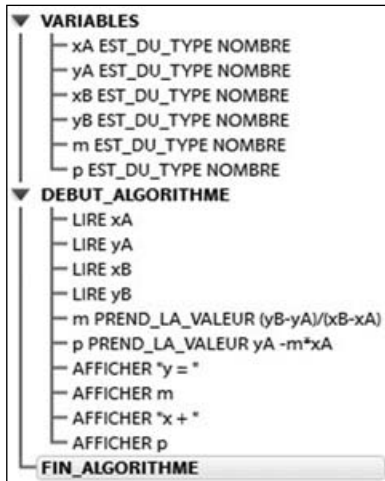 VARIABLES
xA EST_DU_TYPE NOMBRE
yA EST_DU_TYPE NOMBRE
xB EST_DU_TYPE NOMBRE
yB EST_DU_TYPE NOMBRE
m EST_DU_TYPE NOMBRE
p EST_DU_TYPE NOMBRE
DEBUT_ALGORITHME
LIRE xA
LIRE yA
LIRE xB
LIRE yB
m PREND_LA_VALEUR (yB-yA)/(xB-xA)
p PREND_LA_VALEUR yA -m*xA
AFFICHER "y = "
AFFICHER m
AFFICHER "x + "
AFFICHER p
FIN_ALGORITHME